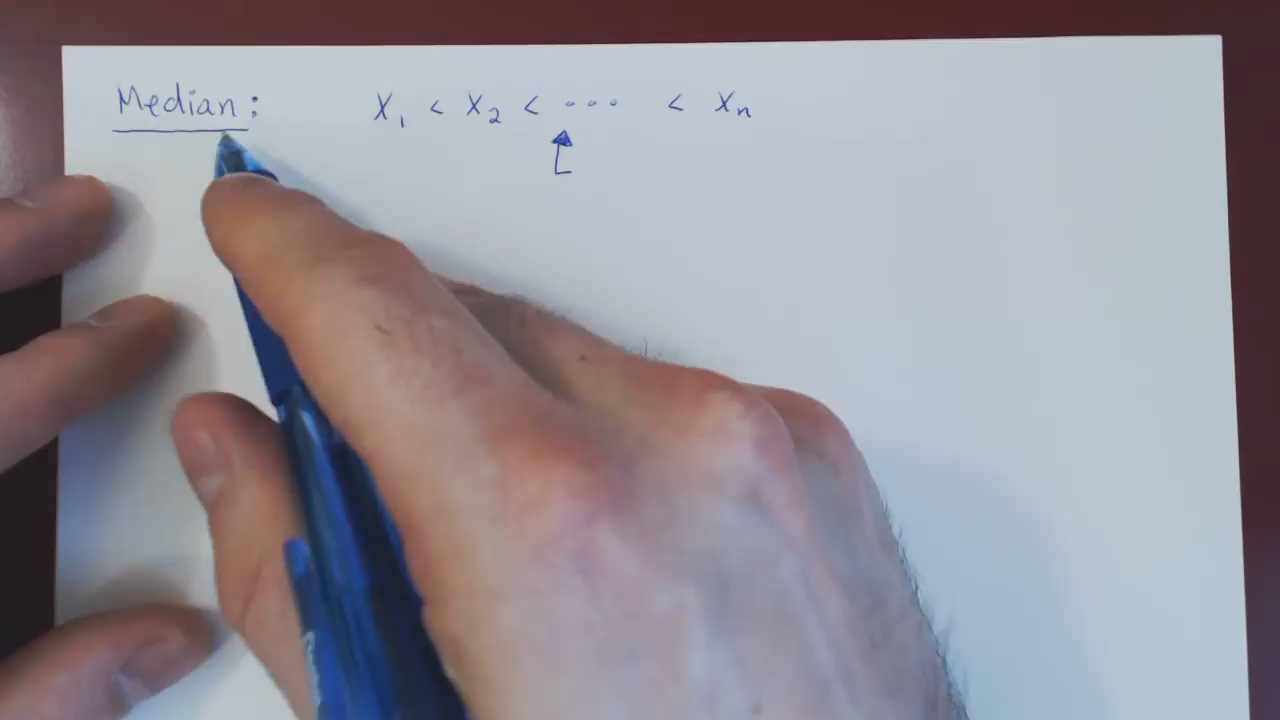 Median: X₁ < X₂ < ... < Xₙ